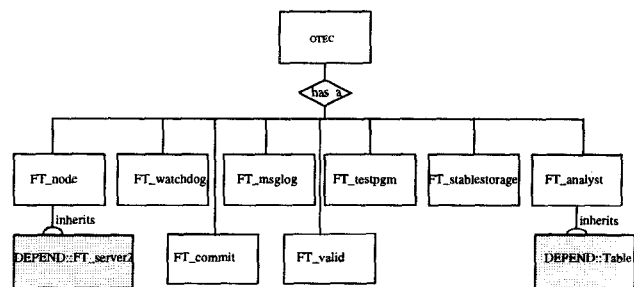 OTEC
has a
FT_node
FT_watchdog
FT_msglog
FT_testpgm
FT_stablestorage
FT_analyst
inherits
inherits
DEPEND::FT_server2
FT_commit
FT_valid
DEPEND::Table